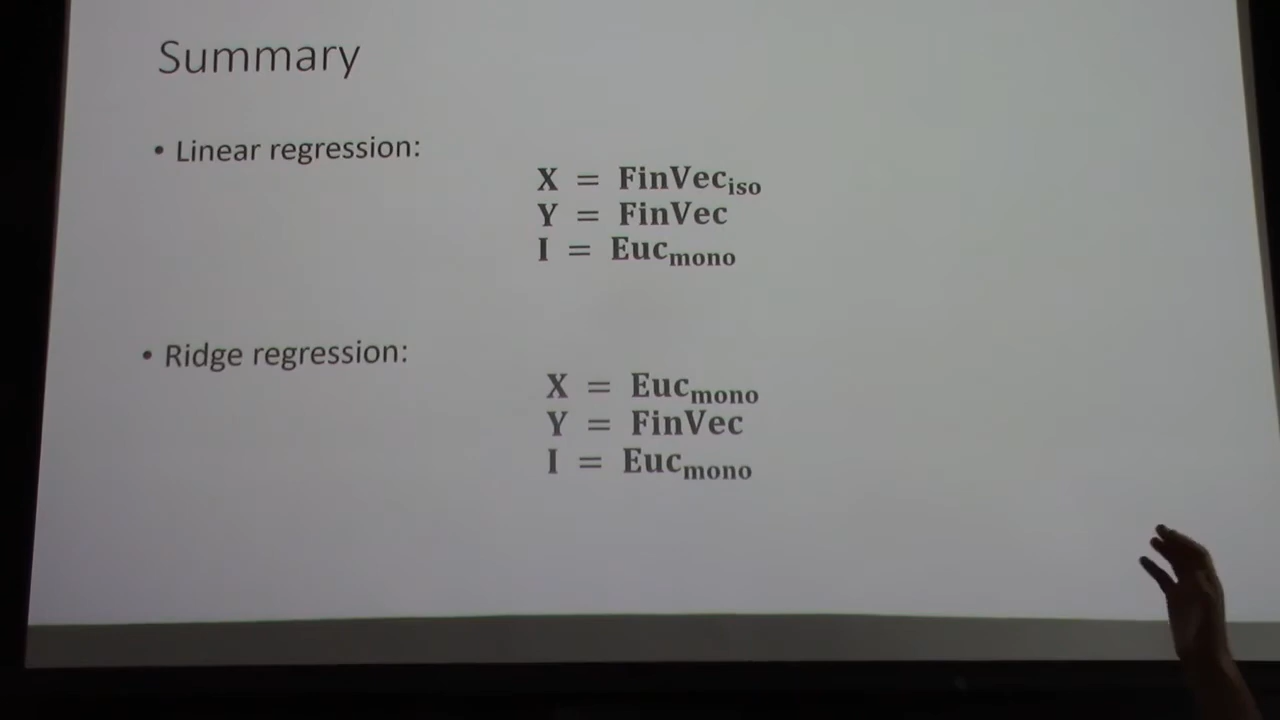 Summary
• Linear regression:
X = FinVec_iso
Y = FinVec
I = Euc_mono
• Ridge regression:
X = Euc_mono
Y = FinVec
I = Euc_mono